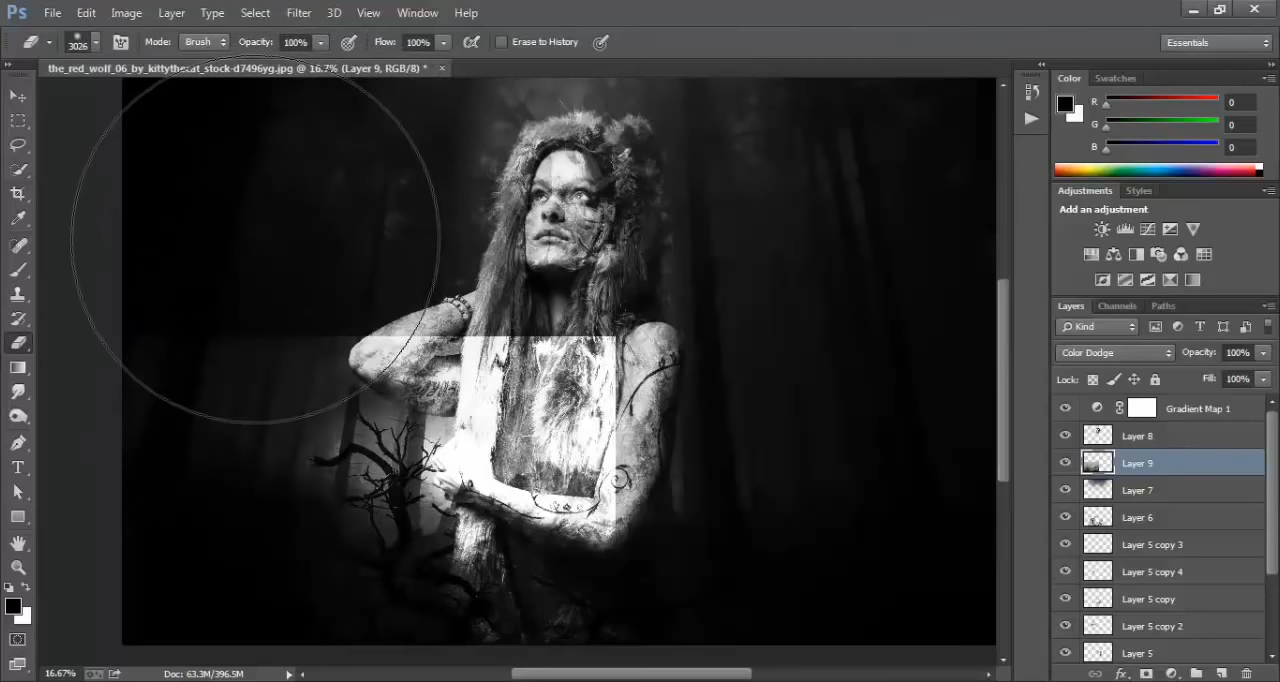 Ps File Edit Image Layer Type Select Filter 3D View Window Help
3026 Mode: Brush Opacity: 100% Flow: 100% Erase to History Essentials
the_red_wolf_06_by_kittythecat_stock-d7496yg.jpg @ 16.7% (Layer 9, RGB/8) *
Color Swatches
R 0
G 0
B 0
Adjustments Styles
Add an adjustment
Layers Channels Paths
Kind
Color Dodge Opacity: 100%
Lock: Fill: 100%
Gradient Map 1
Layer 8
Layer 9
Layer 7
Layer 6
Layer 5 copy 3
Layer 5 copy 4
Layer 5 copy
Layer 5 copy 2
Layer 5
16.67% Doc: 63.3M/396.5M